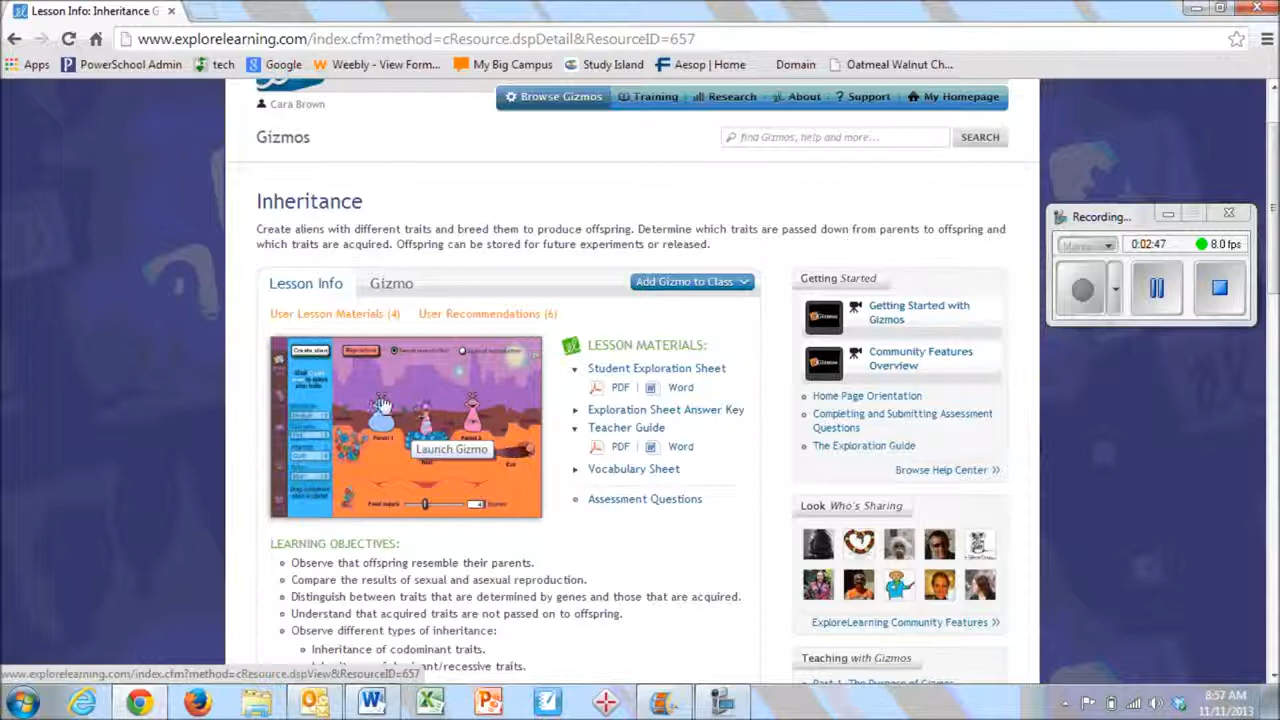 Lesson Info: Inheritance G
www.explorelearning.com/index.cfm?method=cResource.dspDetail&ResourceID=657
Apps PowerSchool Admin tech Google Weebly - View Form... My Big Campus Study Island Aesop | Home Domain Oatmeal Walnut Ch...
Cara Brown
Browse Gizmos Training Research About Support My Homepage
Gizmos
find Gizmos, help and more...
SEARCH
Inheritance
Create aliens with different traits and breed them to produce offspring. Determine which traits are passed down from parents to offspring and
which traits are acquired. Offspring can be stored for future experiments or released.
Lesson Info
Gizmo
Add Gizmo to Class
User Lesson Materials (4) User Recommendations (6)
Create alien
Parent 1
Parent 2
Launch Gizmo
Exit
Food supply
LESSON MATERIALS:
Student Exploration Sheet
PDF Word
Exploration Sheet Answer Key
Teacher Guide
PDF Word
Vocabulary Sheet
Assessment Questions
LEARNING OBJECTIVES:
Observe that offspring resemble their parents.
Compare the results of sexual and asexual reproduction.
Distinguish between traits that are determined by genes and those that are acquired.
Understand that acquired traits are not passed on to offspring.
Observe different types of inheritance:
Inheritance of codominant traits.
Getting Started
Getting Started with
Gizmos
Community Features
Overview
Home Page Orientation
Completing and Submitting Assessment
Questions
The Exploration Guide
Browse Help Center »
Look Who's Sharing
ExploreLearning Community Features »
Teaching with Gizmos
Recording...
0:02:47 8.0 fps
www.explorelearning.com/index.cfm?method=cResource.dspView&ResourceID=657
8:57 AM
11/11/2013